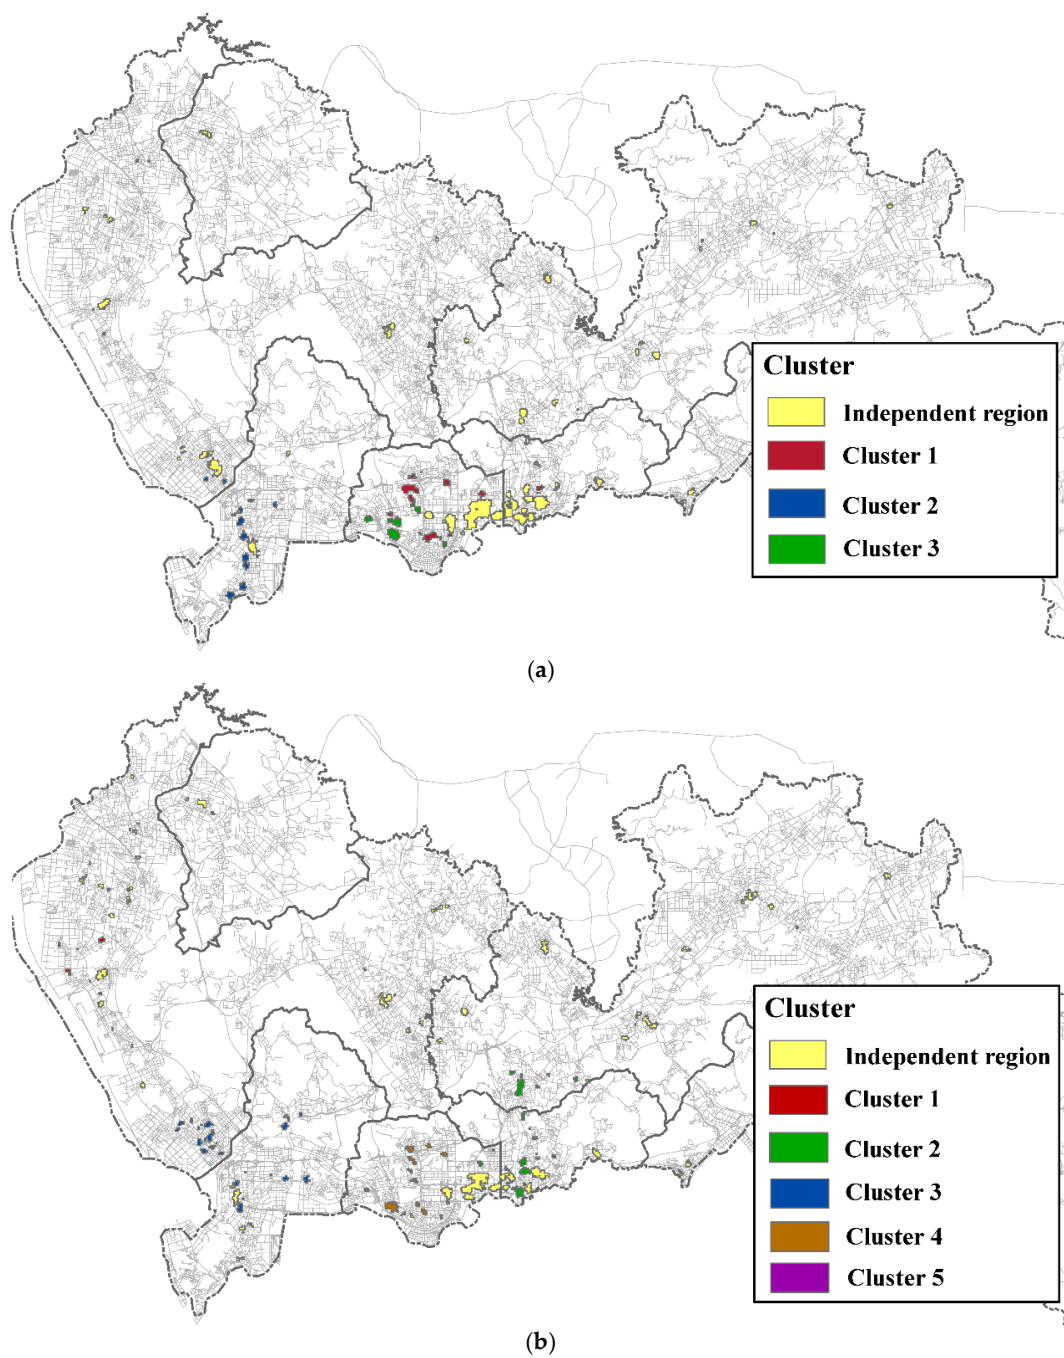 Cluster
Independent region
Cluster 1
Cluster 2
Cluster 3
(a)
Cluster
Independent region
Cluster 1
Cluster 2
Cluster 3
Cluster 4
Cluster 5
(b)